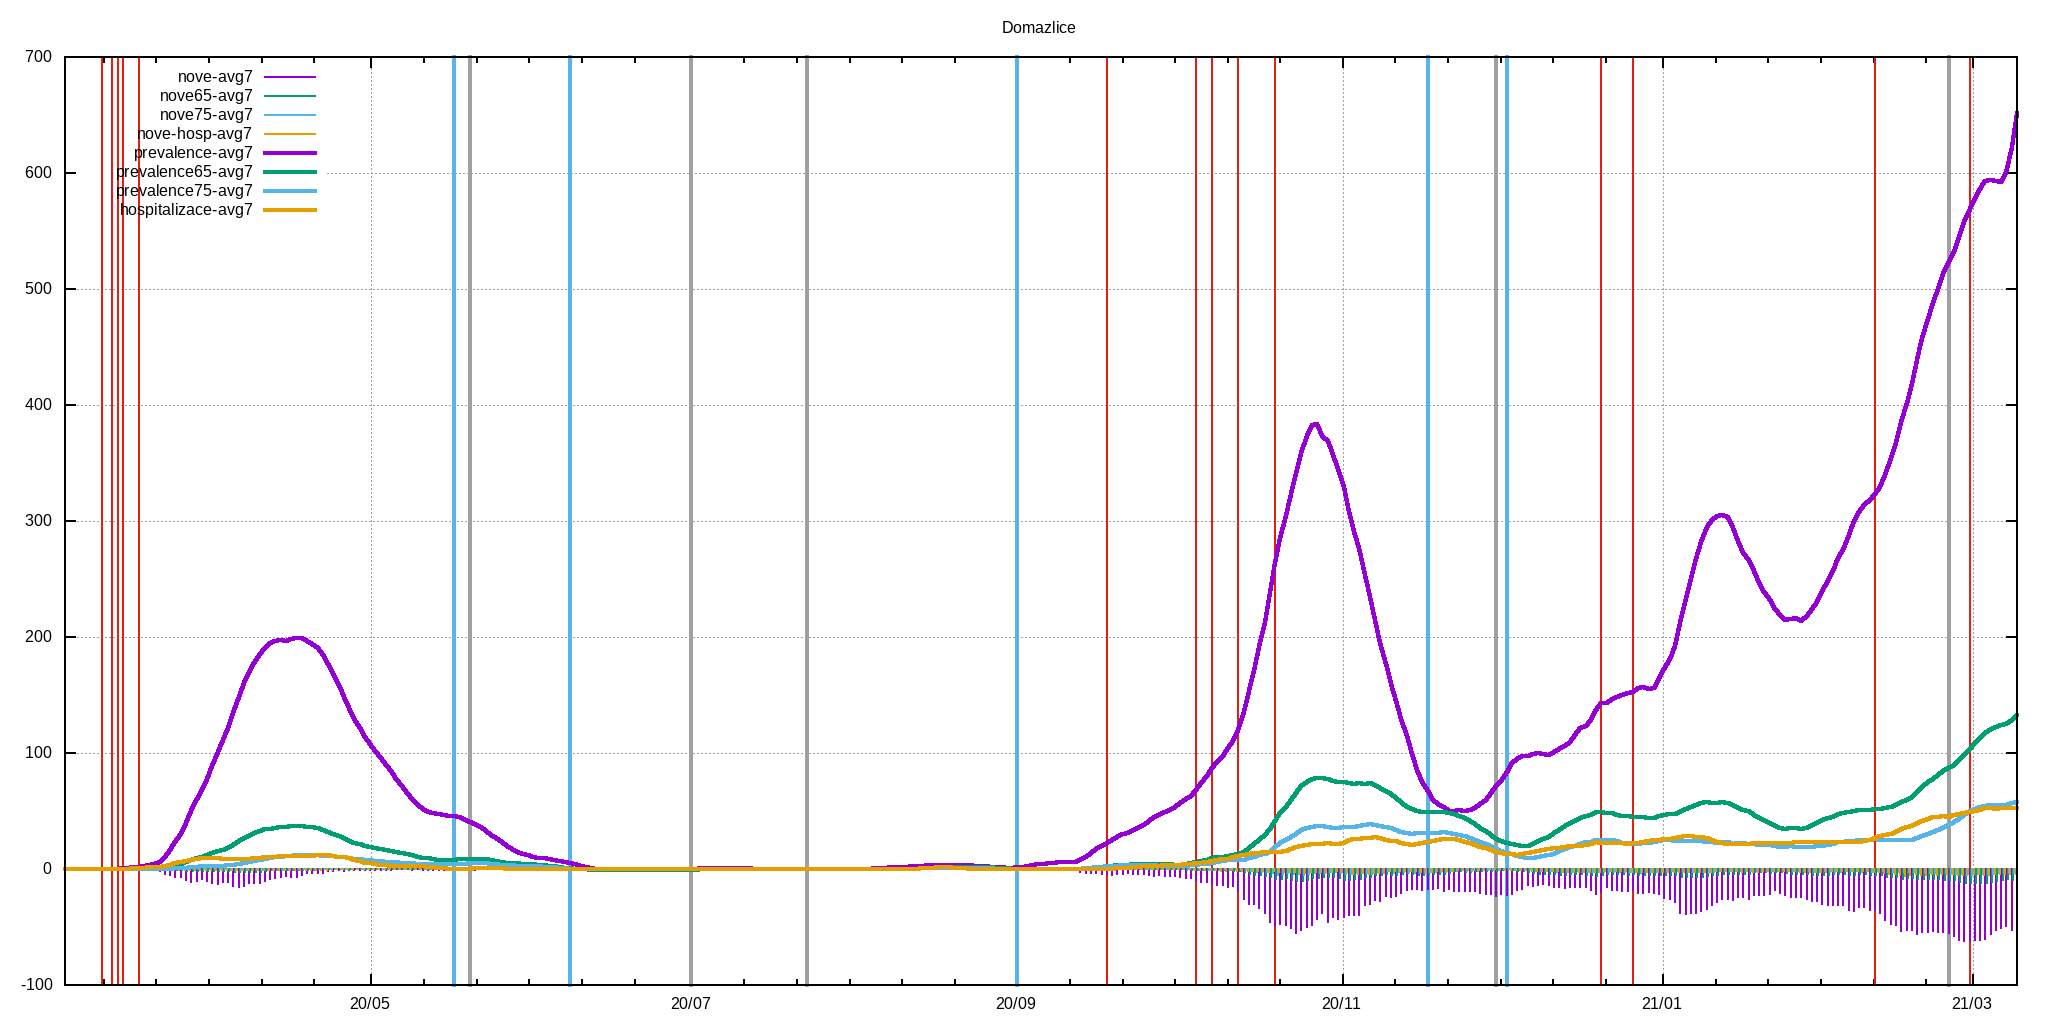 Domazlice
700
600
500
400
300
200
100
0
-100
nove-avg7
nove65-avg7
nove75-avg7
nove-hosp-avg7
prevalence-avg7
prevalence65-avg7
prevalence75-avg7
hospitalizace-avg7
20/05
20/07
20/09
20/11
21/01
21/03